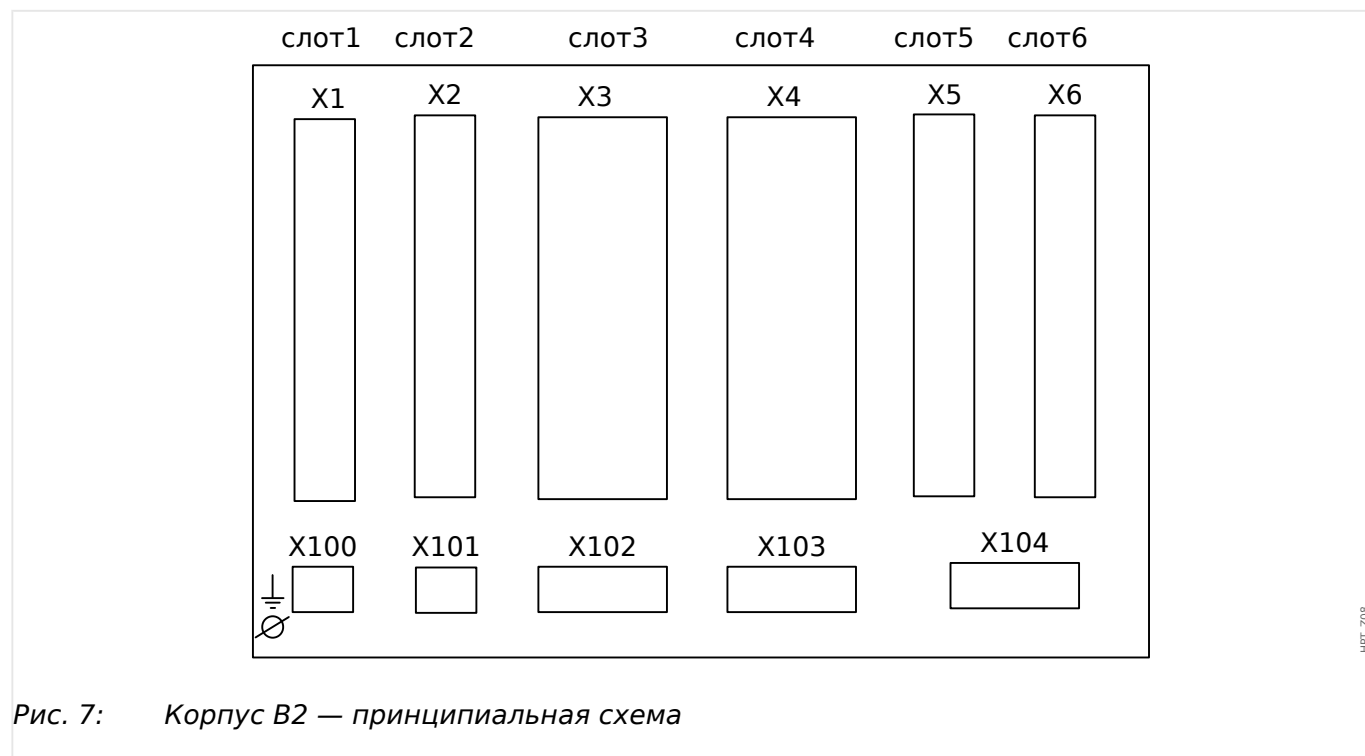 слот1 слот2 слот3 слот4 слот5 слот6
X1 X2 X3 X4 X5 X6
X100 X101 X102 X103 X104
Рис. 7: Корпус B2 — принципиальная схема